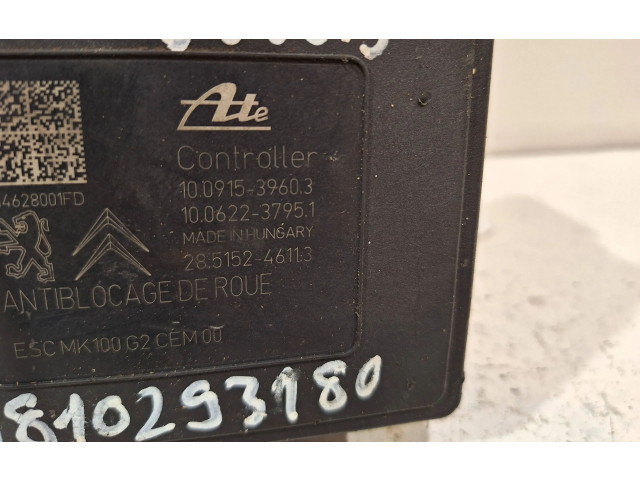 Ate
Controller
4628001FD
10.0915-3960.3
10.0622-3795.1
MADE IN HUNGARY
28.5152-4611.3
ANTIBLOCAGE DE ROUE
ESC MK100 G2 CEM 00
810293180